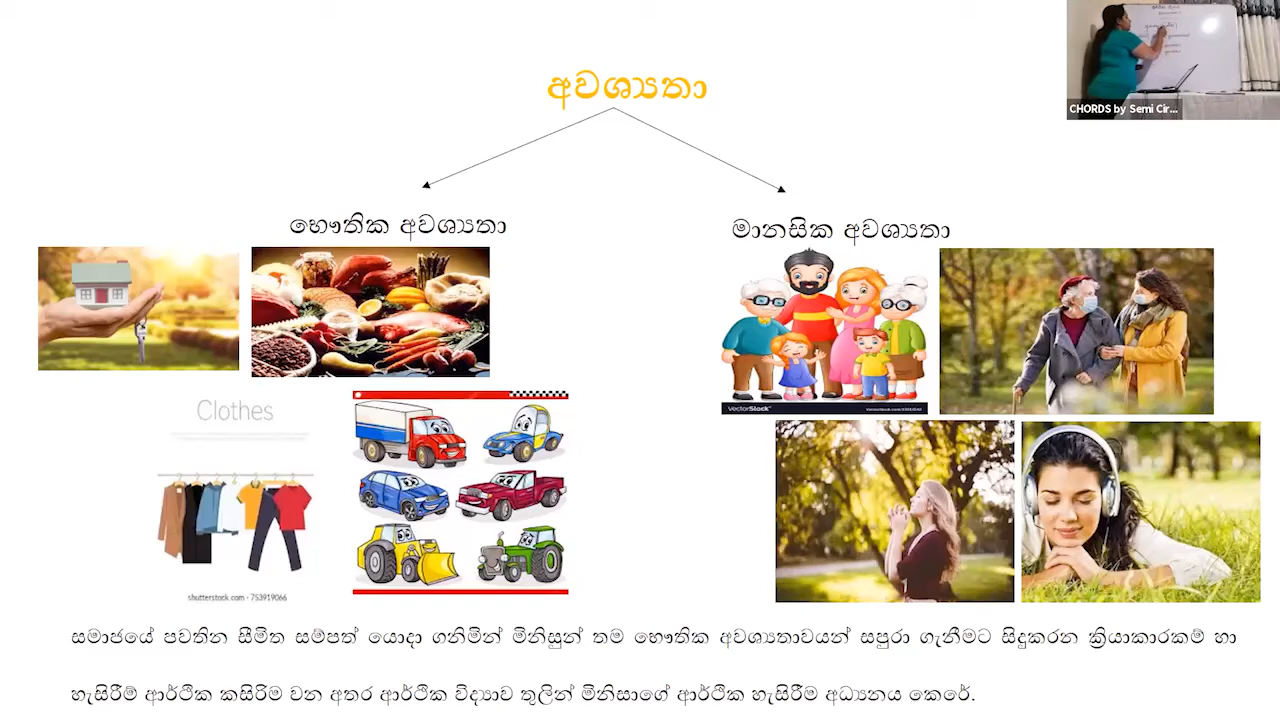 CHORDS by Semi Cir...
අවශ්‍යතා
භෞතික අවශ්‍යතා
මානසික අවශ්‍යතා
Clothes
shutterstock.com · 753919066
VectorStock
සමාජයේ පවතින සීමිත සම්පත් යොදා ගනිමින් මිනිසුන් තම භෞතික අවශ්‍යතාවයන් සපුරා ගැනීමට සිදුකරන ක්‍රියාකාරකම් හා
හැසිරීම් ආර්ථික කසිරිම වන අතර ආර්ථික විද්‍යාව තුලින් මිනිසාගේ ආර්ථික හැසිරීම අධ්‍යනය කෙරේ.